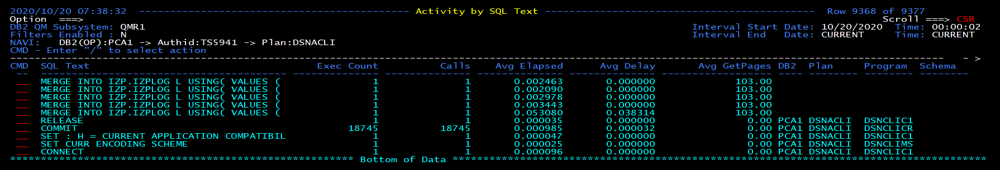 2020/10/20 07:38:32 -------------------------------------------- Activity by SQL Text -------------------------------------------- Row 9368 of 9377
Option ===> Scroll ===> CSR
DB2 QM Subsystem: QMR1 Interval Start Date: 10/20/2020 Time: 00:00:02
Filters Enabled : N Interval End Date: CURRENT Time: CURRENT
NAVI: DB2(OP):PCA1 -> Authid:TS5941 -> Plan:DSNACLI
CMD - Enter "/" to select action
-------------------------------------------------------------------------------------------------------------------------------------------------------- - >
CMD SQL Text Exec Count Calls Avg Elapsed Avg Delay Avg GetPages DB2 Plan Program Schema
-- ---------------------------------------- -------------- -------------- -------------- -------------- ------------------ ---- -------- -------- --------
__ MERGE INTO IZP.IZPLOG L USING( VALUES ( 1 1 0.002463 0.000000 103.00
__ MERGE INTO IZP.IZPLOG L USING( VALUES ( 1 1 0.002090 0.000000 103.00
__ MERGE INTO IZP.IZPLOG L USING( VALUES ( 1 1 0.002978 0.000000 103.00
__ MERGE INTO IZP.IZPLOG L USING( VALUES ( 1 1 0.003443 0.000000 103.00
__ MERGE INTO IZP.IZPLOG L USING( VALUES ( 1 1 0.053080 0.038314 103.00
__ RELEASE 1 1 0.000035 0.000000 0.00 PCA1 DSNACLI DSNCLIC1
__ COMMIT 18745 18745 0.000985 0.000032 0.00 PCA1 DSNACLI DSNCLICR
__ SET : H = CURRENT APPLICATION COMPATIBIL 1 1 0.000047 0.000000 0.00 PCA1 DSNACLI DSNCLIC1
__ SET CURR ENCODING SCHEME 1 1 0.000025 0.000000 0.00 PCA1 DSNACLI DSNCLIMS
__ CONNECT 1 1 0.000096 0.000000 0.00 PCA1 DSNACLI DSNCLIC1
******************************************************** Bottom of Data ***************************************************************************************